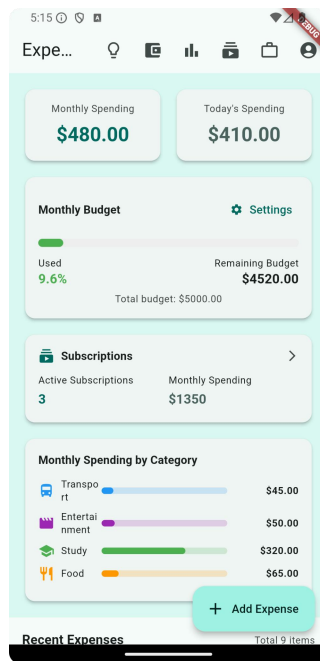 5:15
DEBUG
Expe...
Monthly Spending
Today's Spending
$480.00
$410.00
Monthly Budget
Settings
Used
Remaining Budget
9.6%
$4520.00
Total budget: $5000.00
Subscriptions
Active Subscriptions
Monthly Spending
3
$1350
Monthly Spending by Category
Transpo
rt
$45.00
Entertai
nment
$50.00
Study
$320.00
Food
$65.00
+ Add Expense
Recent Expenses
Total 9 items